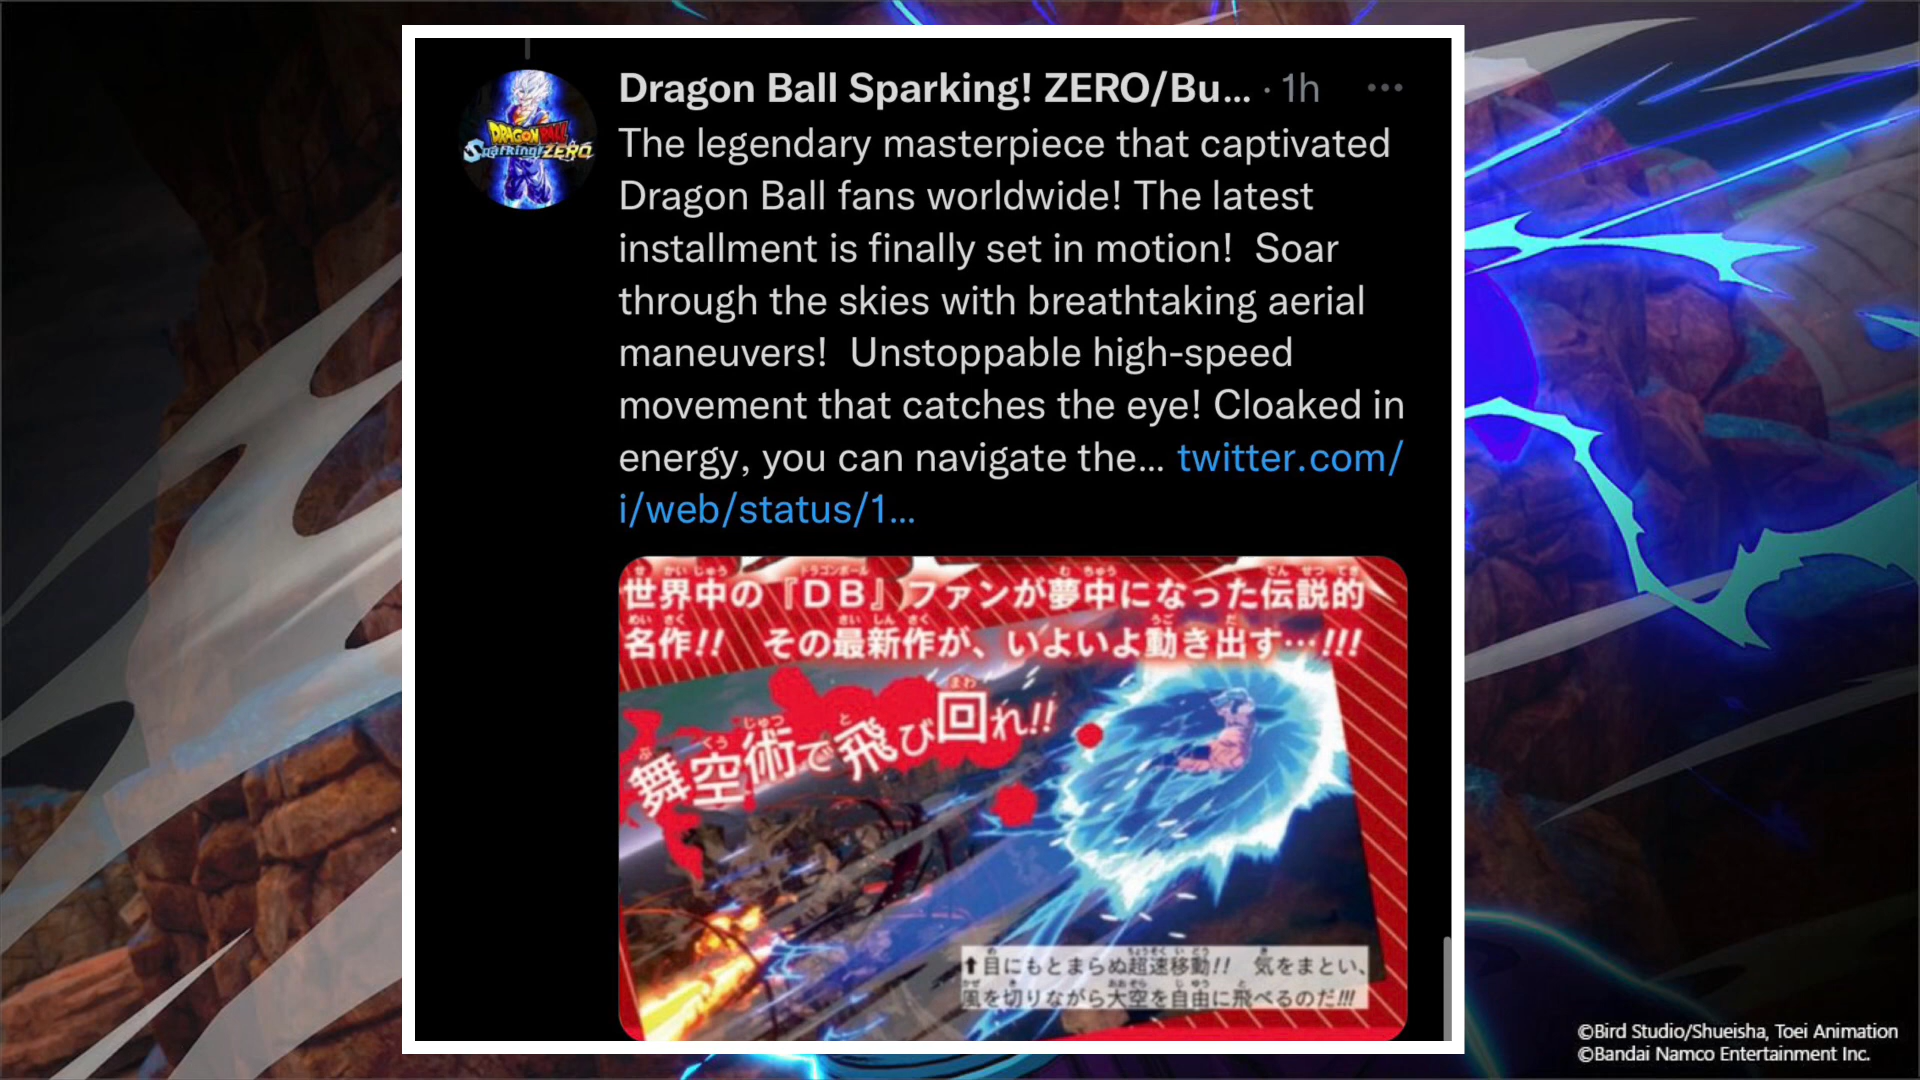 Dragon Ball Sparking! ZERO/Bu... · 1h ...
DRAGON BALL
Sparking! ZERO
The legendary masterpiece that captivated
Dragon Ball fans worldwide! The latest
installment is finally set in motion!  Soar
through the skies with breathtaking aerial
maneuvers!  Unstoppable high-speed
movement that catches the eye! Cloaked in
energy, you can navigate the... twitter.com/
i/web/status/1...
世界中の『DB』ファンが夢中になった伝説的
名作!! その最新作が、いよいよ動き出す…!!!
舞空術で飛び回れ!!
⬆目にもとまらぬ超速移動!! 気をまとい、
風を切りながら大空を自由に飛べるのだ!!!
©Bird Studio/Shueisha, Toei Animation
©Bandai Namco Entertainment Inc.